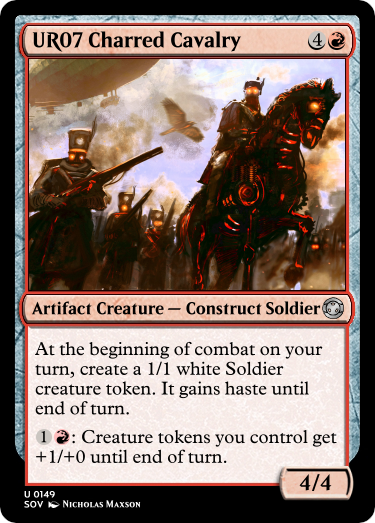 UR07 Charred Cavalry 4
Artifact Creature — Construct Soldier
At the beginning of combat on your
turn, create a 1/1 white Soldier
creature token. It gains haste until
end of turn.
1 : Creature tokens you control get
+1/+0 until end of turn.
4/4
U 0149
SOV Nicholas Maxson